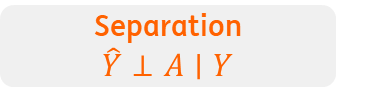 Separation
Ŷ ⊥ A | Y